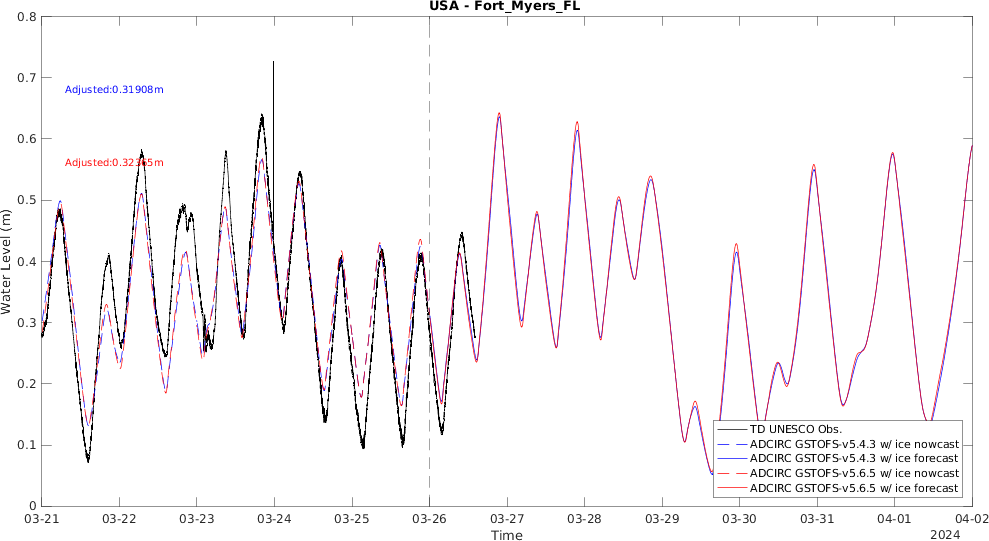 USA - Fort_Myers_FL
0.8
0.7
0.6
0.5
0.4
0.3
0.2
0.1
0
Water Level (m)
Adjusted:0.31908m
Adjusted:0.32365m
TD UNESCO Obs.
ADCIRC GSTOFS-v5.4.3 w/ ice nowcast
ADCIRC GSTOFS-v5.4.3 w/ ice forecast
ADCIRC GSTOFS-v5.6.5 w/ ice nowcast
ADCIRC GSTOFS-v5.6.5 w/ ice forecast
03-21 03-22 03-23 03-24 03-25 03-26 03-27 03-28 03-29 03-30 03-31 04-01 04-02
Time
2024